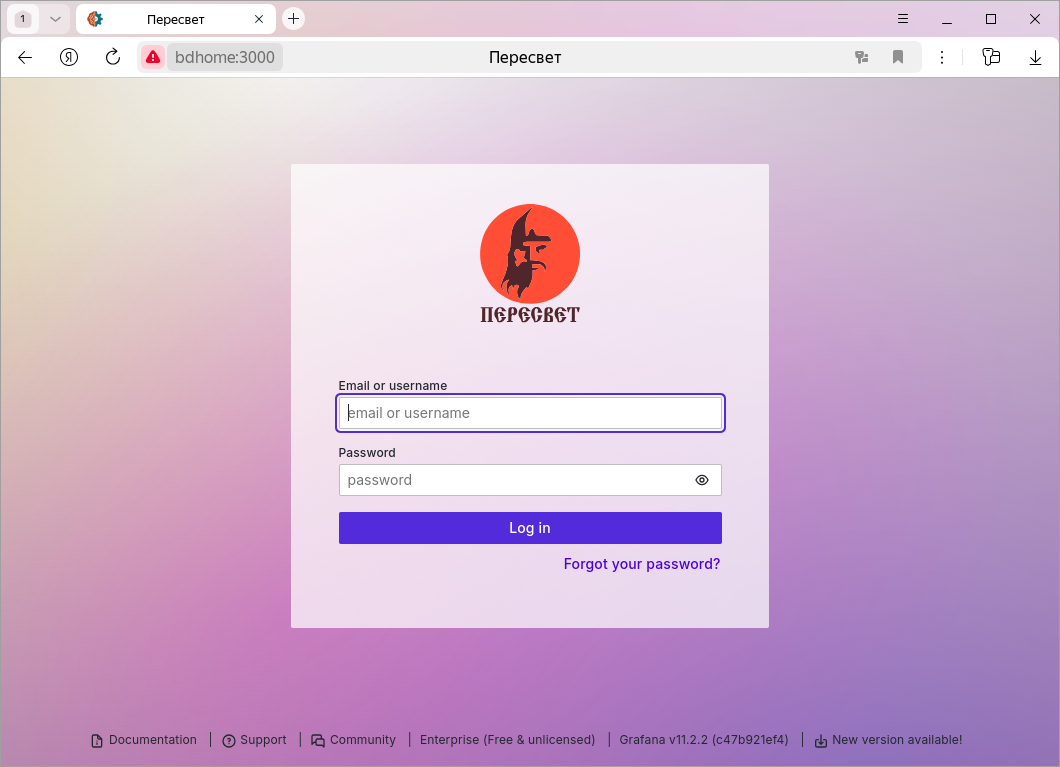 1
Пересвет
Я
bdhome:3000
Пересвет
ПЕРЕСВЕТ
Email or username
email or username
Password
password
Log in
Forgot your password?
Documentation | Support | Community | Enterprise (Free & unlicensed) | Grafana v11.2.2 (c47b921ef4) | New version available!